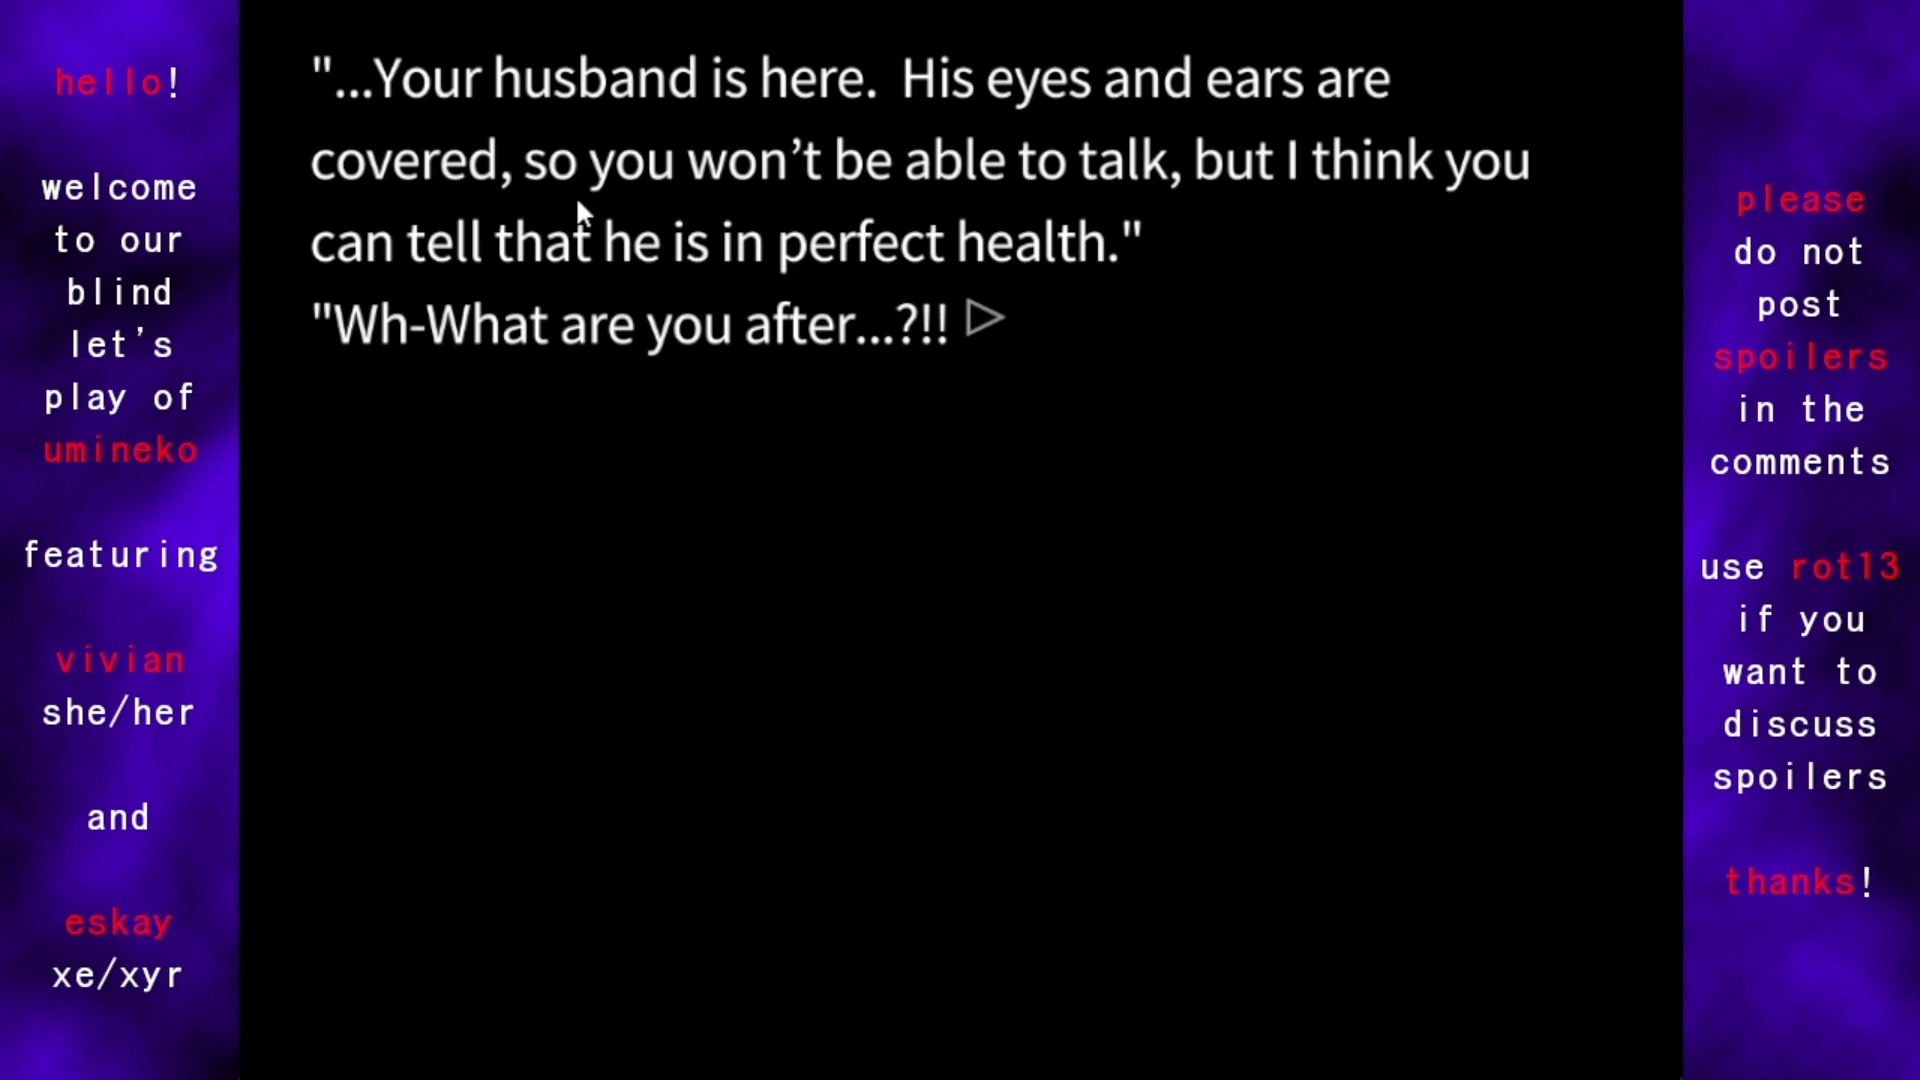 hello!
welcome
to our
blind
let's
play of
umineko
featuring
vivian
she/her
and
eskay
xe/xyr
"...Your husband is here.  His eyes and ears are
covered, so you won’t be able to talk, but I think you
can tell that he is in perfect health."
"Wh-What are you after...?!!
please
do not
post
spoilers
in the
comments
use rot13
if you
want to
discuss
spoilers
thanks!